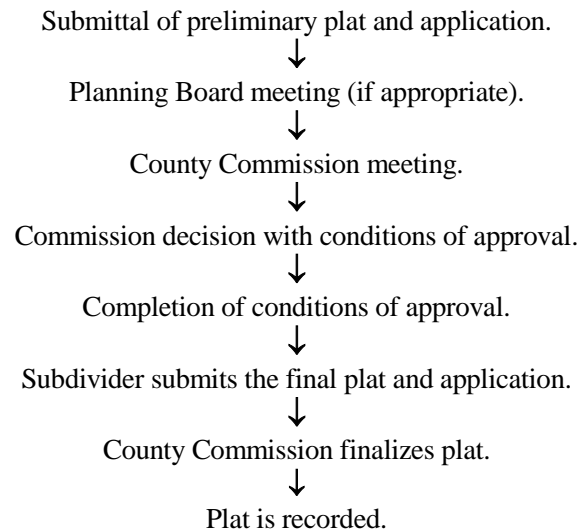 Submittal of preliminary plat and application.
Planning Board meeting (if appropriate).
County Commission meeting.
Commission decision with conditions of approval.
Completion of conditions of approval.
Subdivider submits the final plat and application.
County Commission finalizes plat.
Plat is recorded.